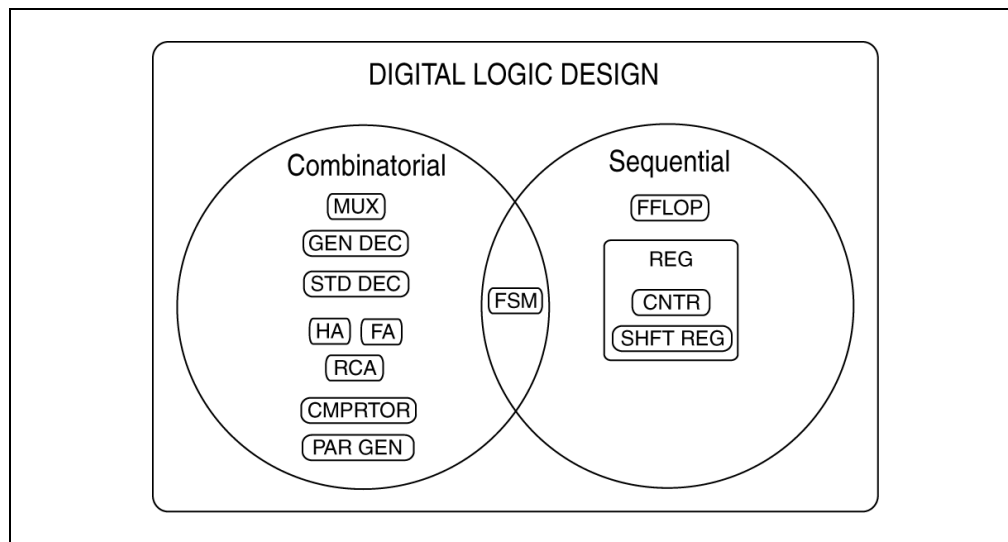 DIGITAL LOGIC DESIGN
Combinatorial
MUX
GEN DEC
STD DEC
HA FA
RCA
CMPRTOR
PAR GEN
FSM
Sequential
FFLOP
REG
CNTR
SHFT REG